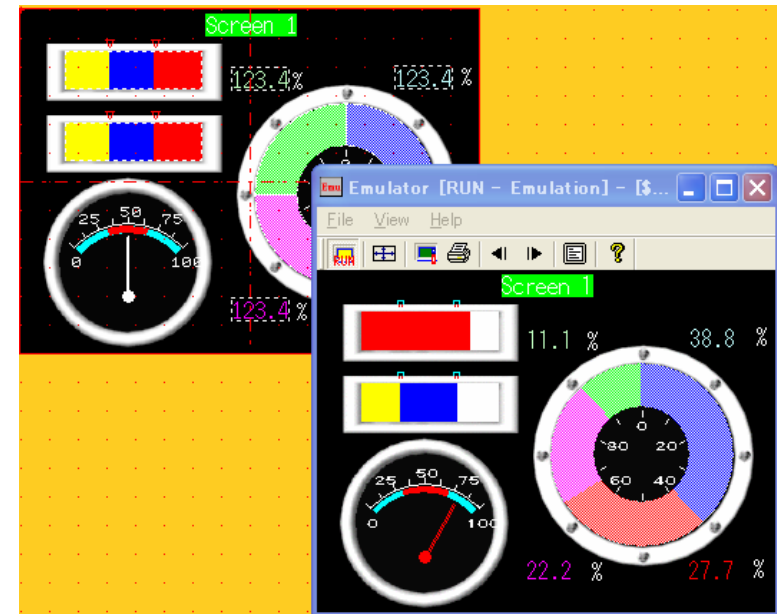 Screen 1
123.4%
123.4 %
25 50 75
0 100
0
123.4 %
Emu Emulator [RUN - Emulation] - [$...
File View Help
RUN
Screen 1
11.1 %
38.8 %
25 50 75
0 100
0
80 20
60 40
22.2 %
27.7 %